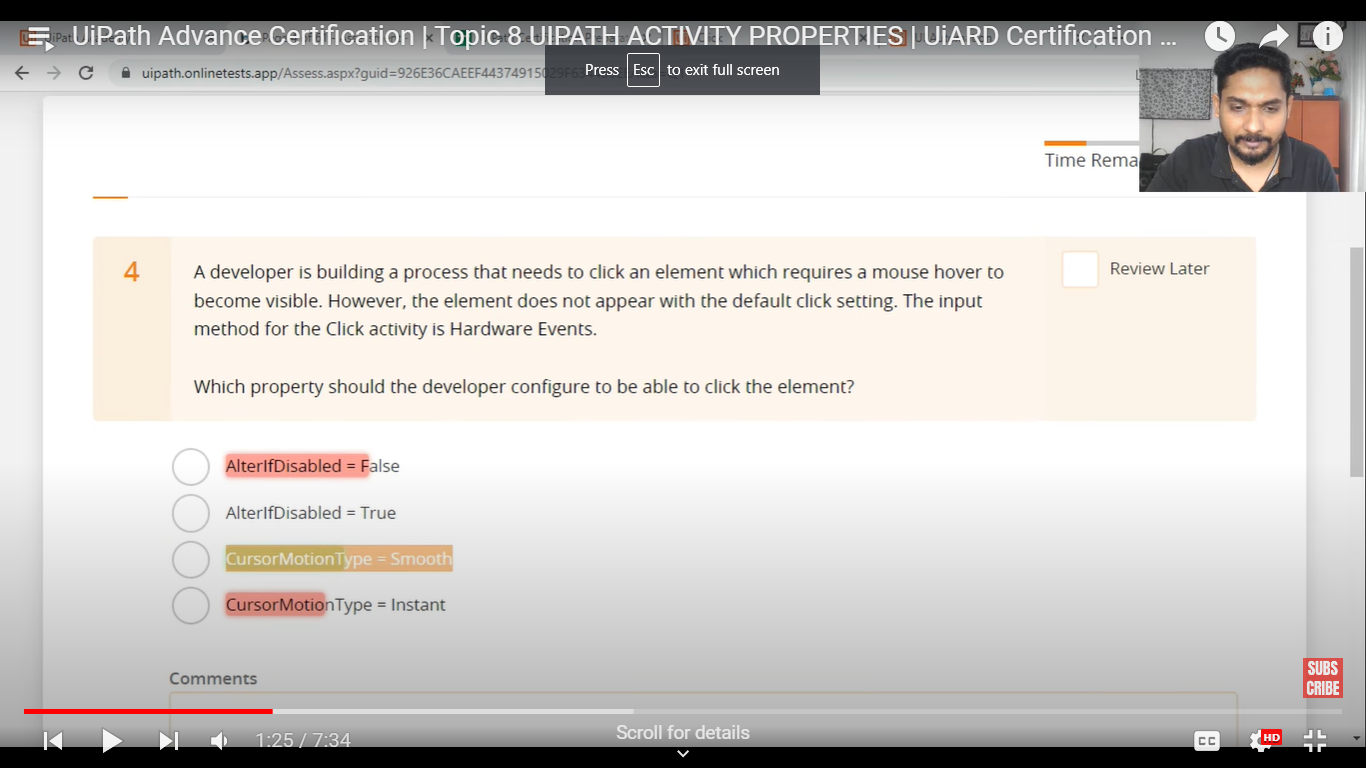 UiPath Advance Certification | Topic 8 UIPATH ACTIVITY PROPERTIES | UiARD Certification ...
uipath.onlinetests.app/Assess.aspx?guid=926E36CAEEF44374915029F6
Press Esc to exit full screen
Time Rema
4
A developer is building a process that needs to click an element which requires a mouse hover to
become visible. However, the element does not appear with the default click setting. The input
method for the Click activity is Hardware Events.
Which property should the developer configure to be able to click the element?
Review Later
AlterIfDisabled = False
AlterIfDisabled = True
CursorMotionType = Smooth
CursorMotionType = Instant
Comments
SUBS
CRIBE
1:25 / 7:34
Scroll for details
CC
HD